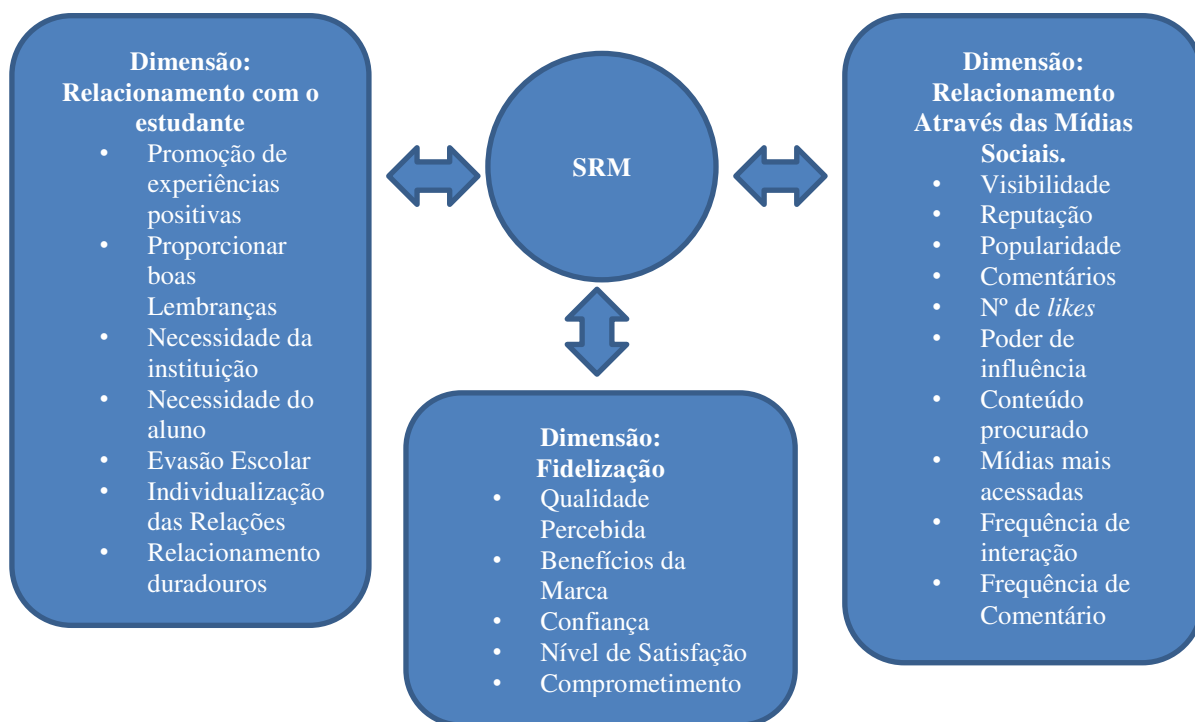 Dimensão:
Relacionamento com o
estudante
• Promoção de
experiências
positivas
• Proporcionar
boas
Lembranças
• Necessidade da
instituição
• Necessidade do
aluno
• Evasão Escolar
• Individualização
das Relações
• Relacionamento
duradouros
SRM
Dimensão:
Fidelização
• Qualidade
Percebida
• Benefícios da
Marca
• Confiança
• Nível de Satisfação
• Comprometimento
Dimensão:
Relacionamento
Através das Mídias
Sociais.
• Visibilidade
• Reputação
• Popularidade
• Comentários
• Nº de likes
• Poder de
influência
• Conteúdo
procurado
• Mídias mais
acessadas
• Frequência de
interação
• Frequência de
Comentário